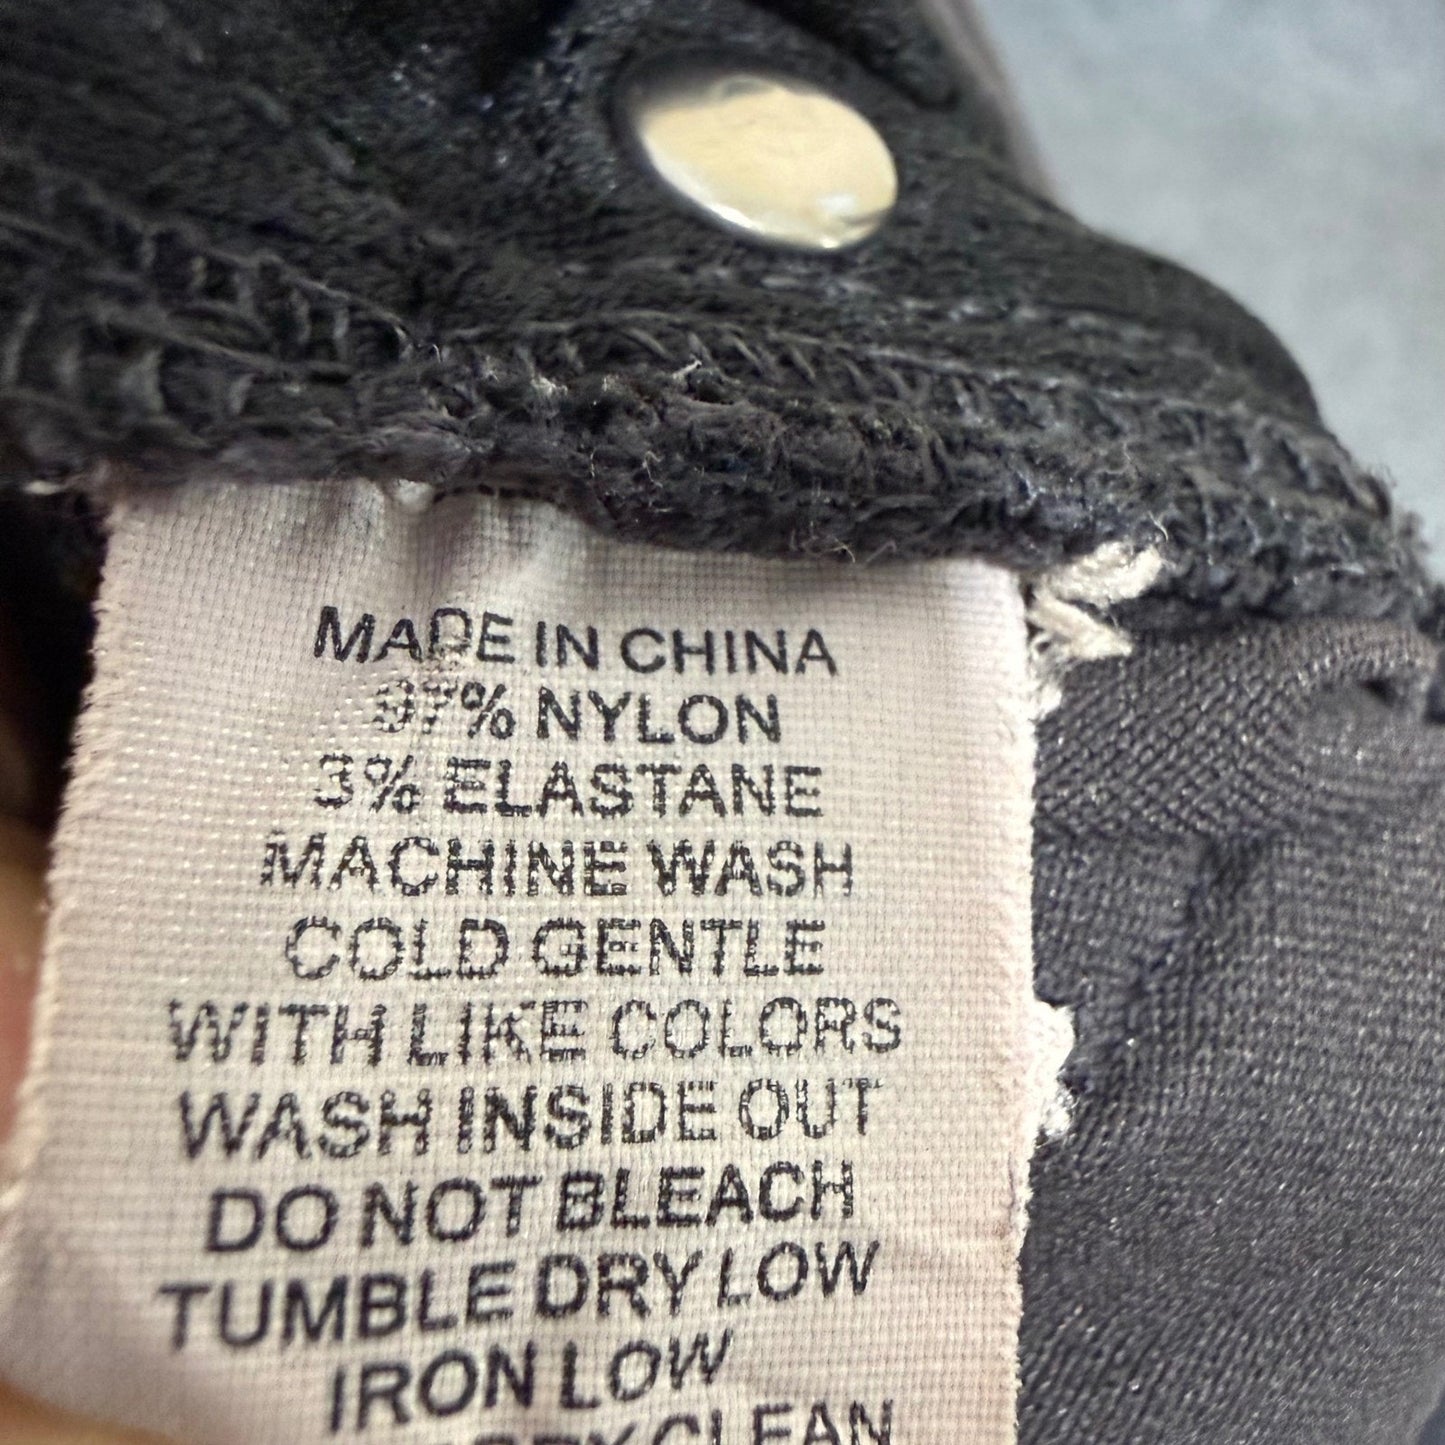 MADE IN CHINA
97% NYLON
3% ELASTANE
MACHINE WASH
COLD GENTLE
WITH LIKE COLORS
WASH INSIDE OUT
DO NOT BLEACH
TUMBLE DRY LOW
IRON LOW
CLEAN